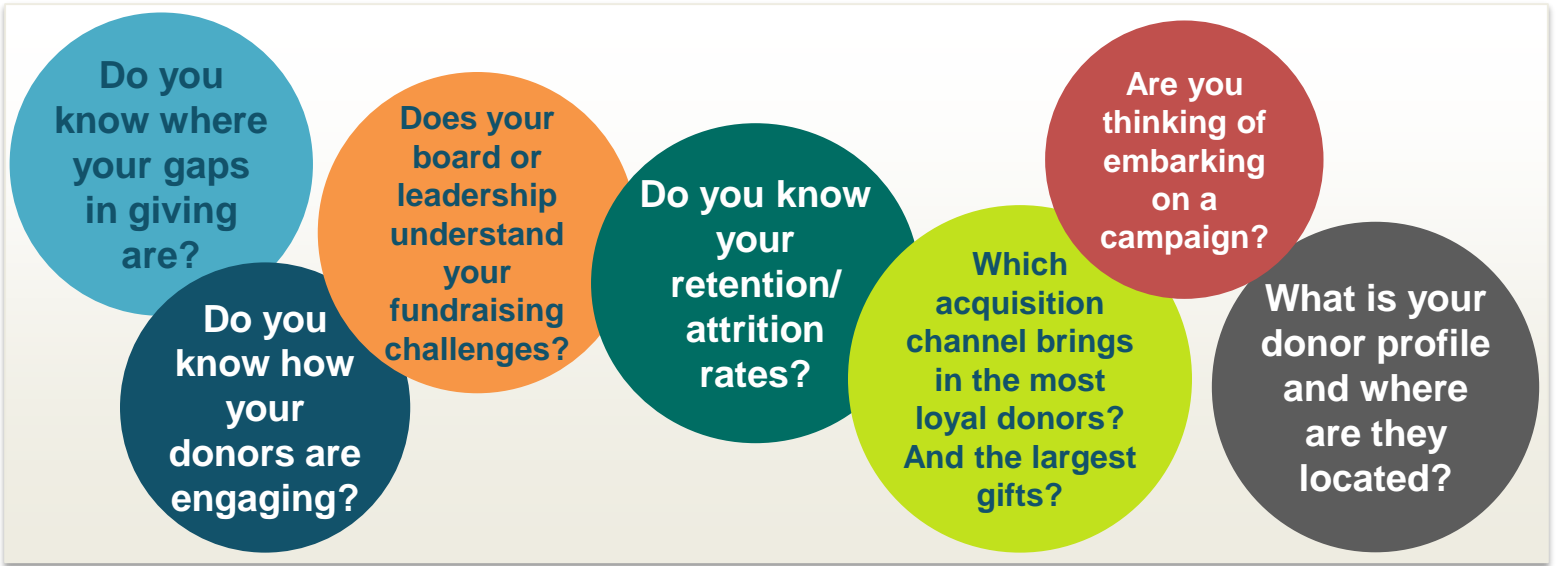 Do you
know where
your gaps
in giving
are?
Do you
know how
your
donors are
engaging?
Does your
board or
leadership
understand
your
fundraising
challenges?
Do you know
your
retention/
attrition
rates?
Which
acquisition
channel brings
in the most
loyal donors?
And the largest
gifts?
Are you
thinking of
embarking
on a
campaign?
What is your
donor profile
and where
are they
located?